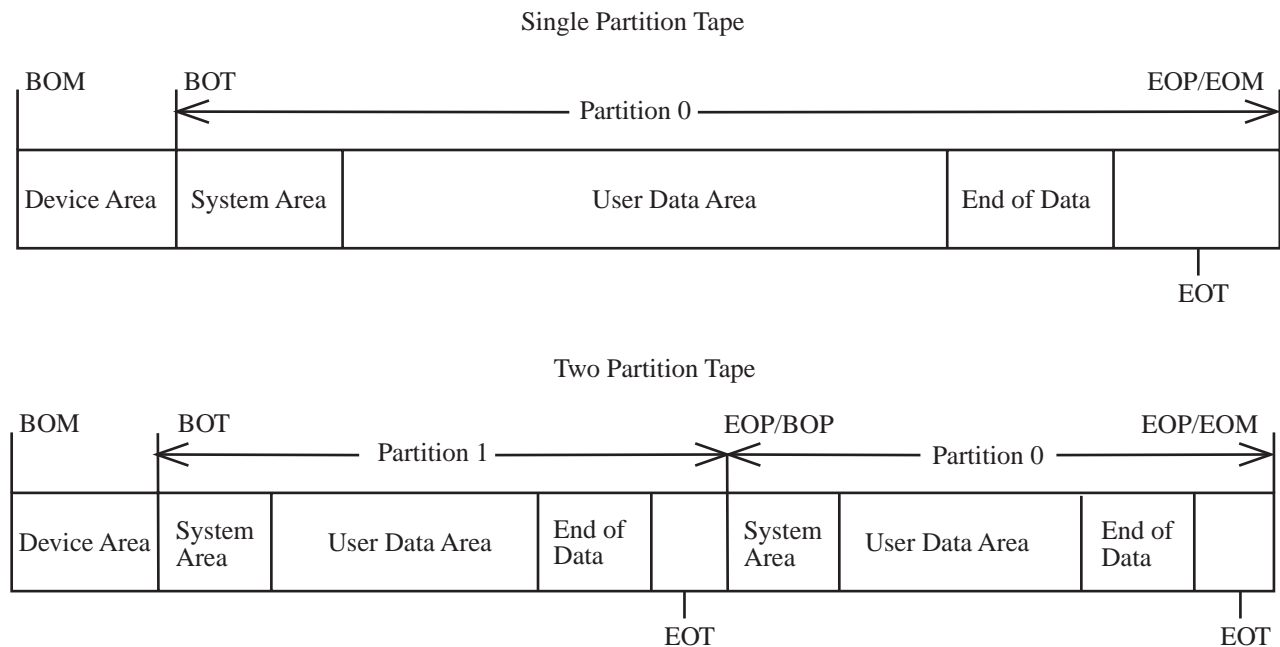 Single Partition Tape
BOM
BOT
EOP/EOM
Partition 0
Device Area
System Area
User Data Area
End of Data
EOT
Two Partition Tape
BOM
BOT
EOP/BOP
EOP/EOM
Partition 1
Partition 0
Device Area
System
Area
User Data Area
End of
Data
System
Area
User Data Area
End of
Data
EOT
EOT